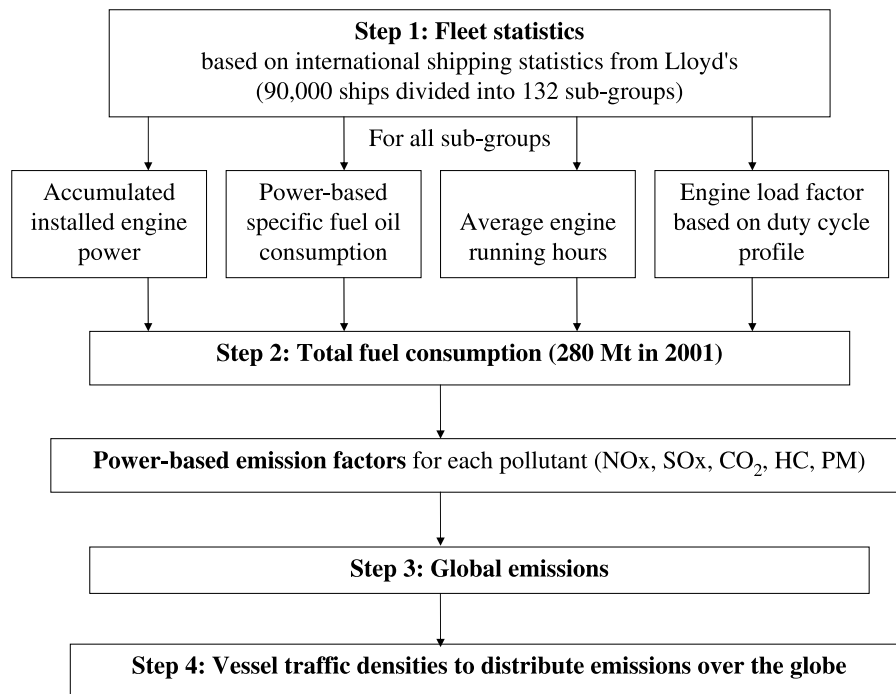 Step 1: Fleet statistics
based on international shipping statistics from Lloyd's
(90,000 ships divided into 132 sub-groups)
For all sub-groups
Accumulated
installed engine
power
Power-based
specific fuel oil
consumption
Average engine
running hours
Engine load factor
based on duty cycle
profile
Step 2: Total fuel consumption (280 Mt in 2001)
Power-based emission factors for each pollutant (NOx, SOx, CO₂, HC, PM)
Step 3: Global emissions
Step 4: Vessel traffic densities to distribute emissions over the globe